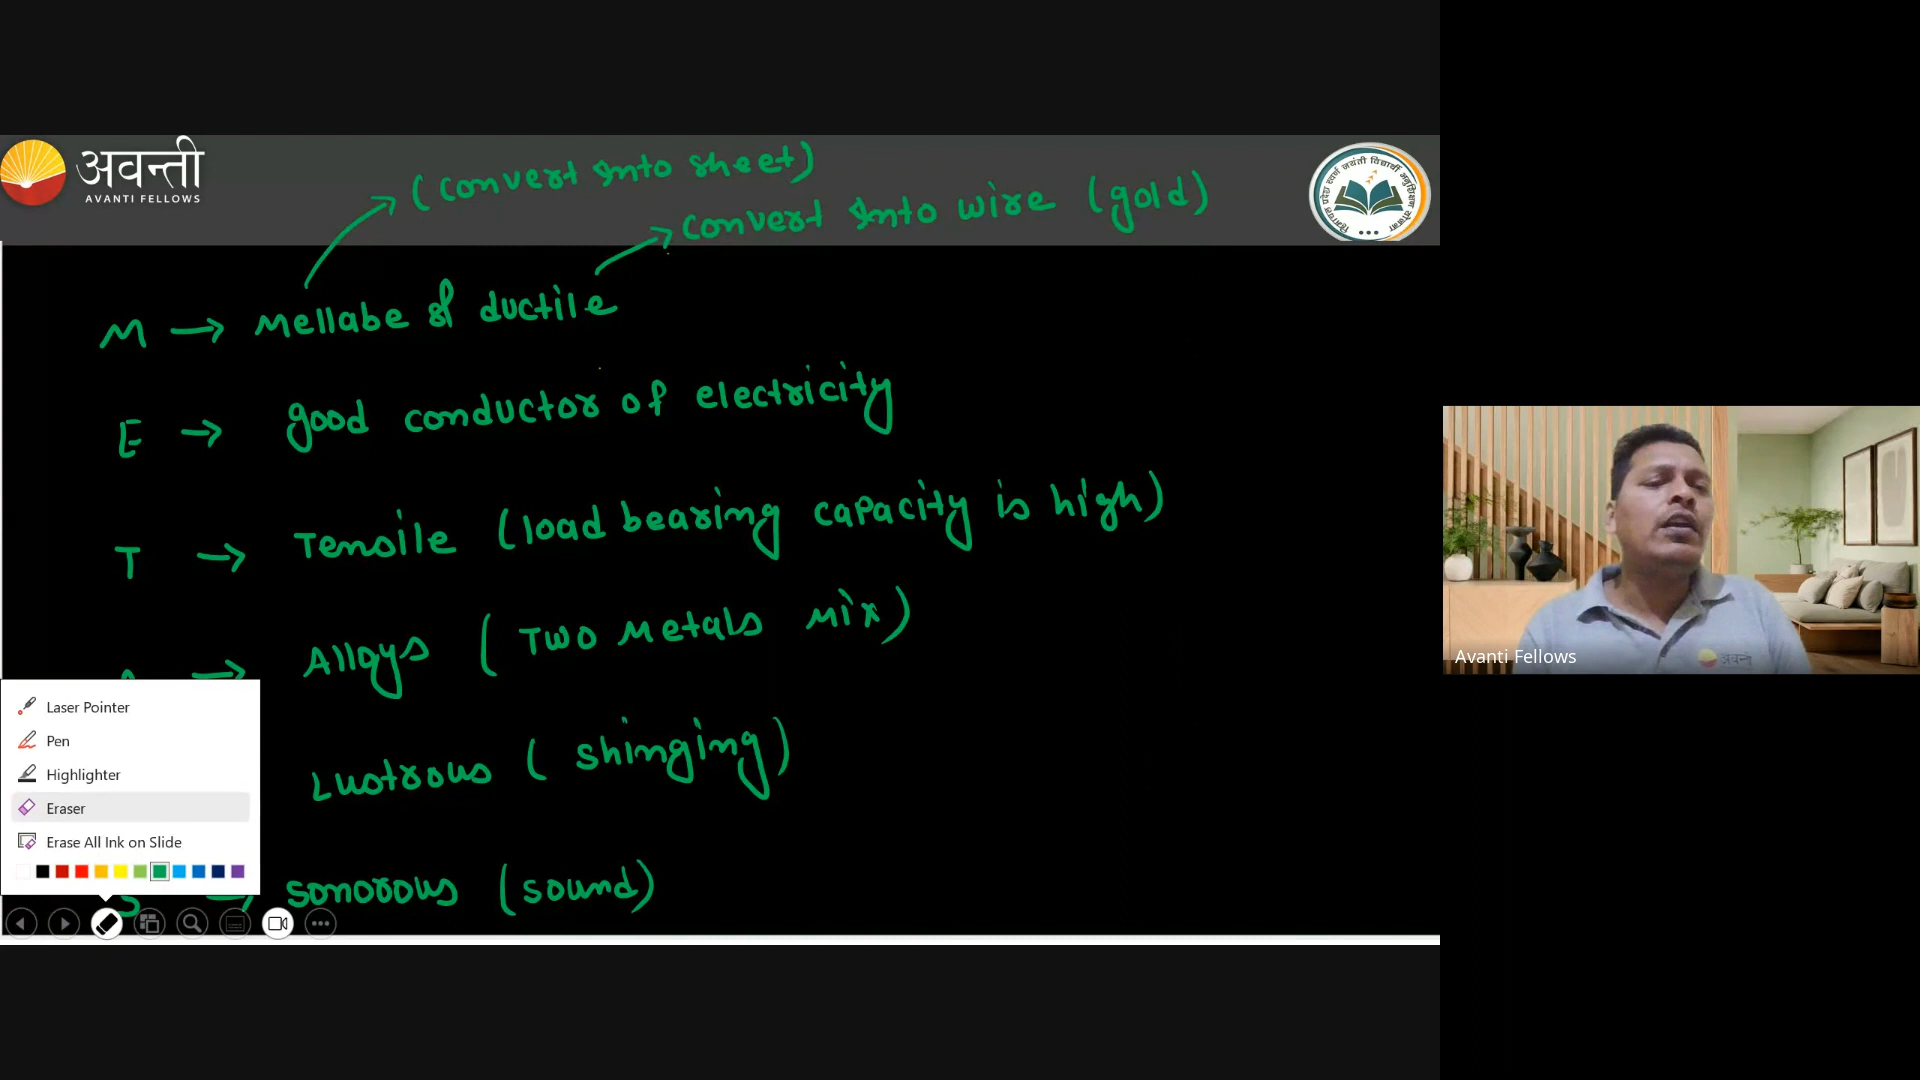 अवन्ती
AVANTI FELLOWS
(convert into sheet)
convert into wire (gold)
M → Mellabe & ductile
E → good conductor of electricity
T → Tensile (load bearing capacity is high)
→ Alloys (Two Metals mix)
Lustrous (shinging)
S → sonorous (sound)
Laser Pointer
Pen
Highlighter
Eraser
Erase All Ink on Slide
Avanti Fellows
अवन्ती